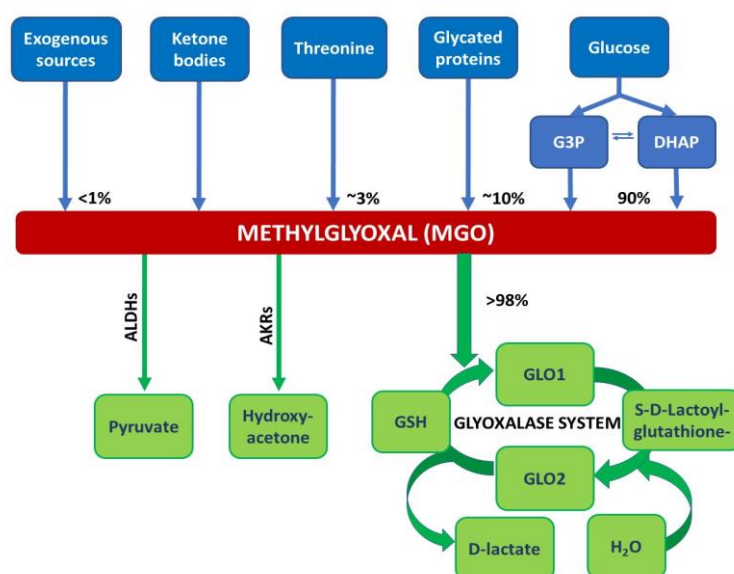 Exogenous
sources
Ketone
bodies
Threonine
Glycated
proteins
Glucose
G3P
DHAP
<1%
~3%
~10%
90%
METHYLGLYOXAL (MGO)
ALDHs
AKRs
>98%
Pyruvate
Hydroxy-
acetone
GLO1
GSH
GLYOXALASE SYSTEM
S-D-Lactoyl-
glutathione-
GLO2
D-lactate
H₂O